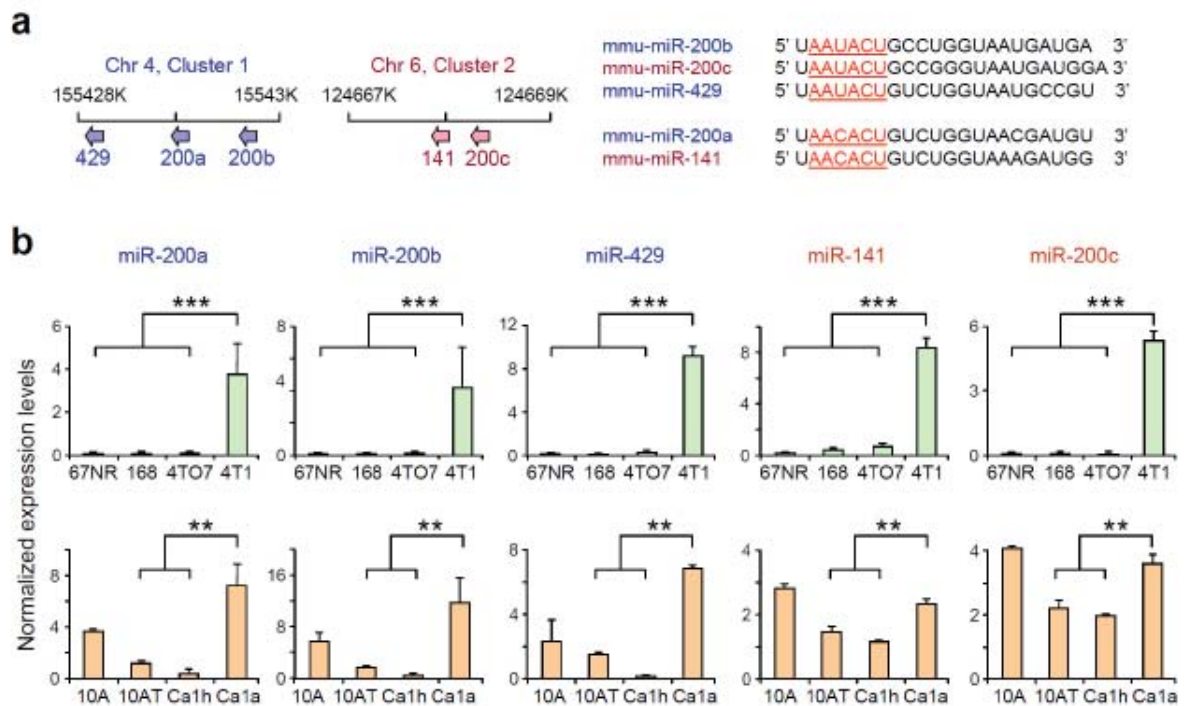 a
Chr 4, Cluster 1
155428K 15543K
429 200a 200b
Chr 6, Cluster 2
124667K 124669K
141 200c
mmu-miR-200b 5' UAAUACUGCCUGGUAAUGAUGA 3'
mmu-miR-200c 5' UAAUACUGCCGGGUAAUGAUGGA 3'
mmu-miR-429 5' UAAUACUGUCUGGUAAUGCCGU 3'
mmu-miR-200a 5' UAACACUGUCUGGUAACGAUGU 3'
mmu-miR-141 5' UAACACUGUCUGGUAAAGAUGG 3'
b
Normalized expression levels
miR-200a miR-200b miR-429 miR-141 miR-200c
*** *** *** *** ***
6 8 12 8 6
4 8 3
2 4 4 4
0 0 0 0 0
67NR 168 4TO7 4T1 67NR 168 4TO7 4T1 67NR 168 4TO7 4T1 67NR 168 4TO7 4T1 67NR 168 4TO7 4T1
** ** ** ** **
8 16 8 4 4
4 8 4 2 2
0 0 0 0 0
10A 10AT Ca1h Ca1a 10A 10AT Ca1h Ca1a 10A 10AT Ca1h Ca1a 10A 10AT Ca1h Ca1a 10A 10AT Ca1h Ca1a